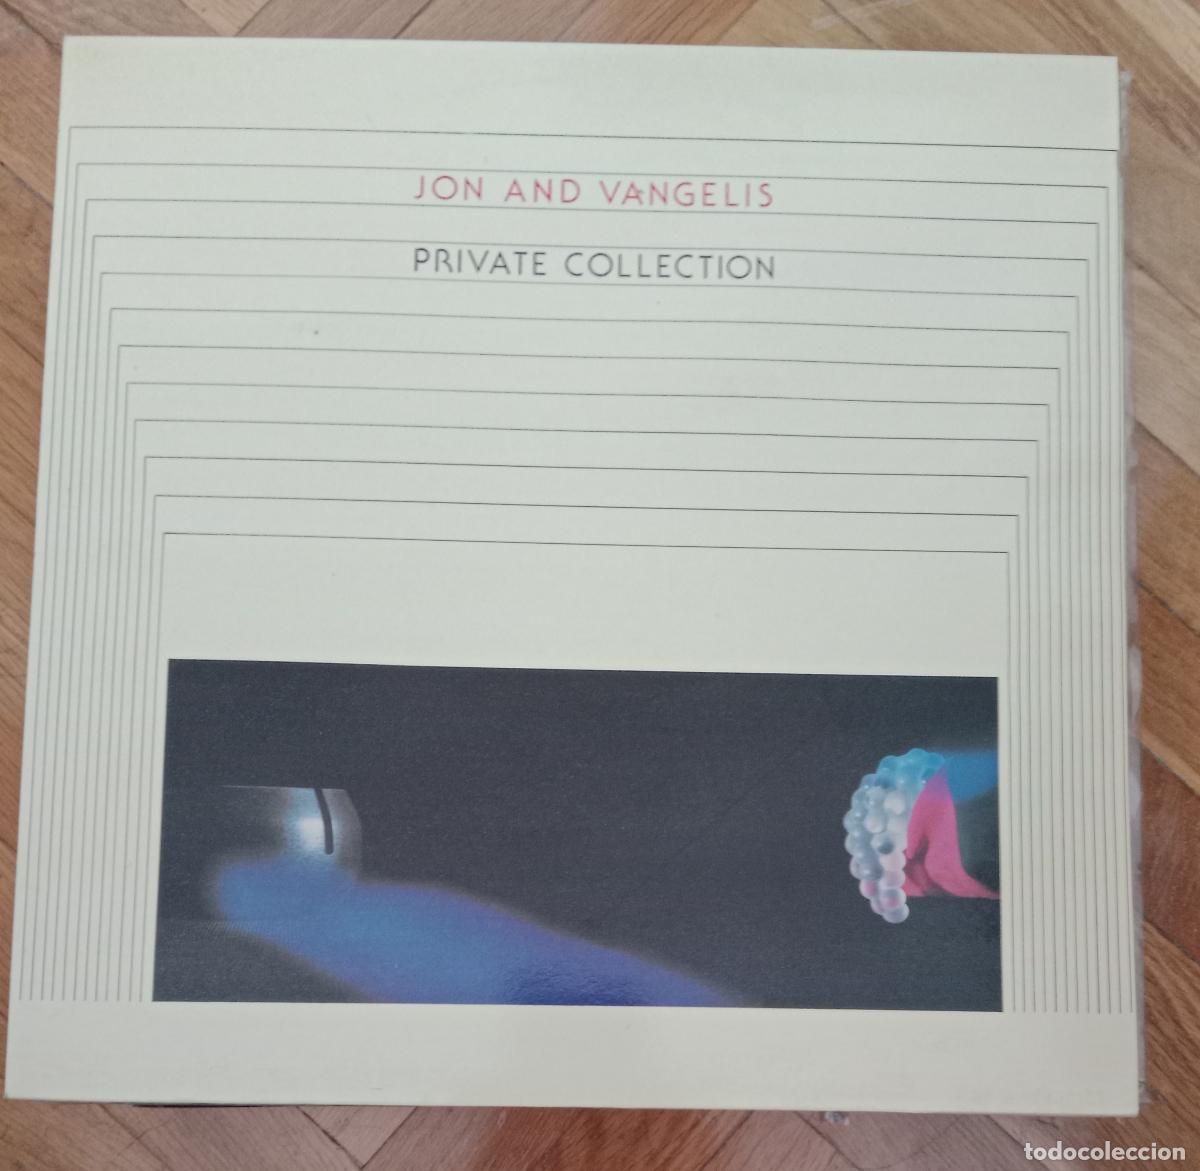 JON AND VANGELIS
PRIVATE COLLECTION
todocoleccion